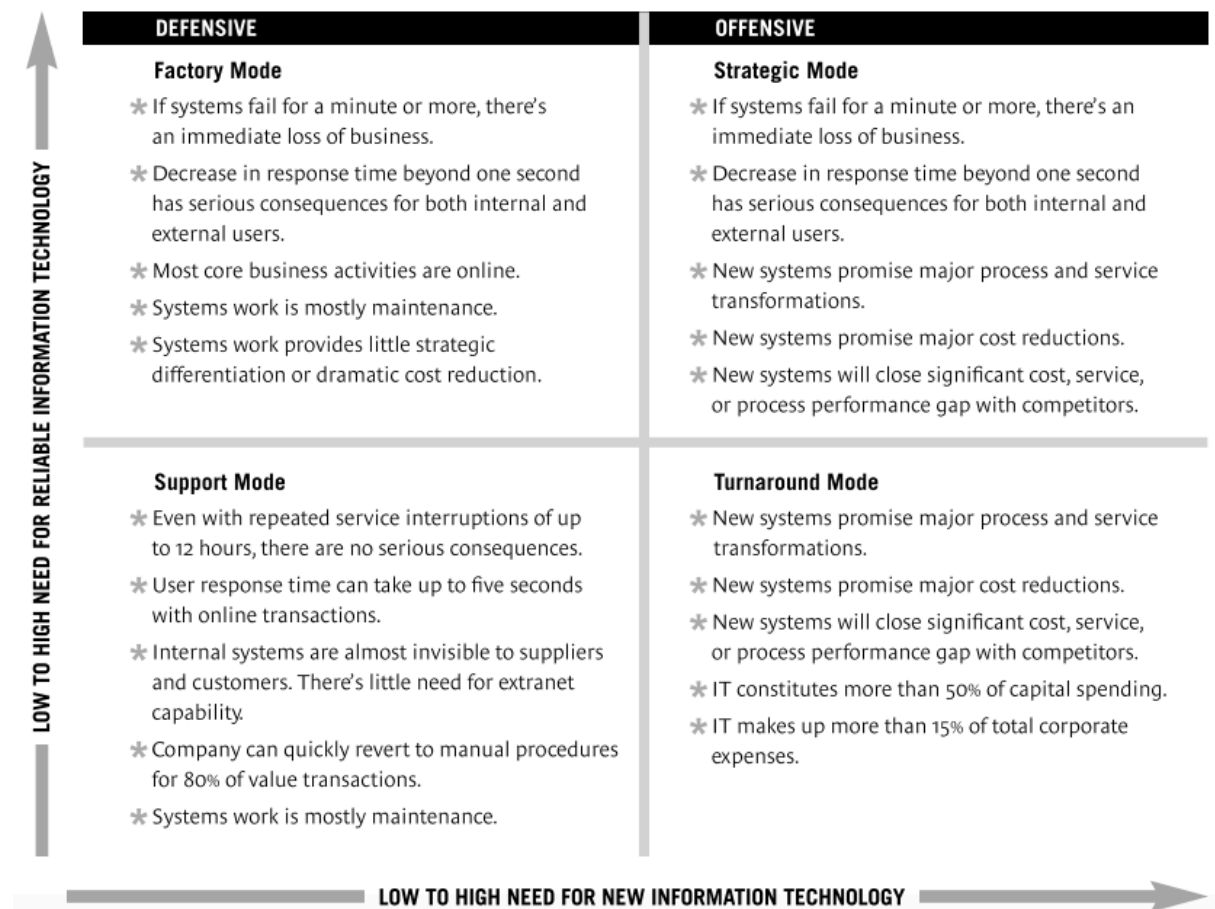 DEFENSIVE
Factory Mode
* If systems fail for a minute or more, there's
an immediate loss of business.
* Decrease in response time beyond one second
has serious consequences for both internal and
external users.
* Most core business activities are online.
* Systems work is mostly maintenance.
* Systems work provides little strategic
differentiation or dramatic cost reduction.
OFFENSIVE
Strategic Mode
* If systems fail for a minute or more, there's an
immediate loss of business.
* Decrease in response time beyond one second
has serious consequences for both internal and
external users.
* New systems promise major process and service
transformations.
* New systems promise major cost reductions.
* New systems will close significant cost, service,
or process performance gap with competitors.
Support Mode
* Even with repeated service interruptions of up
to 12 hours, there are no serious consequences.
* User response time can take up to five seconds
with online transactions.
* Internal systems are almost invisible to suppliers
and customers. There's little need for extranet
capability.
* Company can quickly revert to manual procedures
for 80% of value transactions.
* Systems work is mostly maintenance.
Turnaround Mode
* New systems promise major process and service
transformations.
* New systems promise major cost reductions.
* New systems will close significant cost, service,
or process performance gap with competitors.
* IT constitutes more than 50% of capital spending.
* IT makes up more than 15% of total corporate
expenses.
LOW TO HIGH NEED FOR RELIABLE INFORMATION TECHNOLOGY
LOW TO HIGH NEED FOR NEW INFORMATION TECHNOLOGY